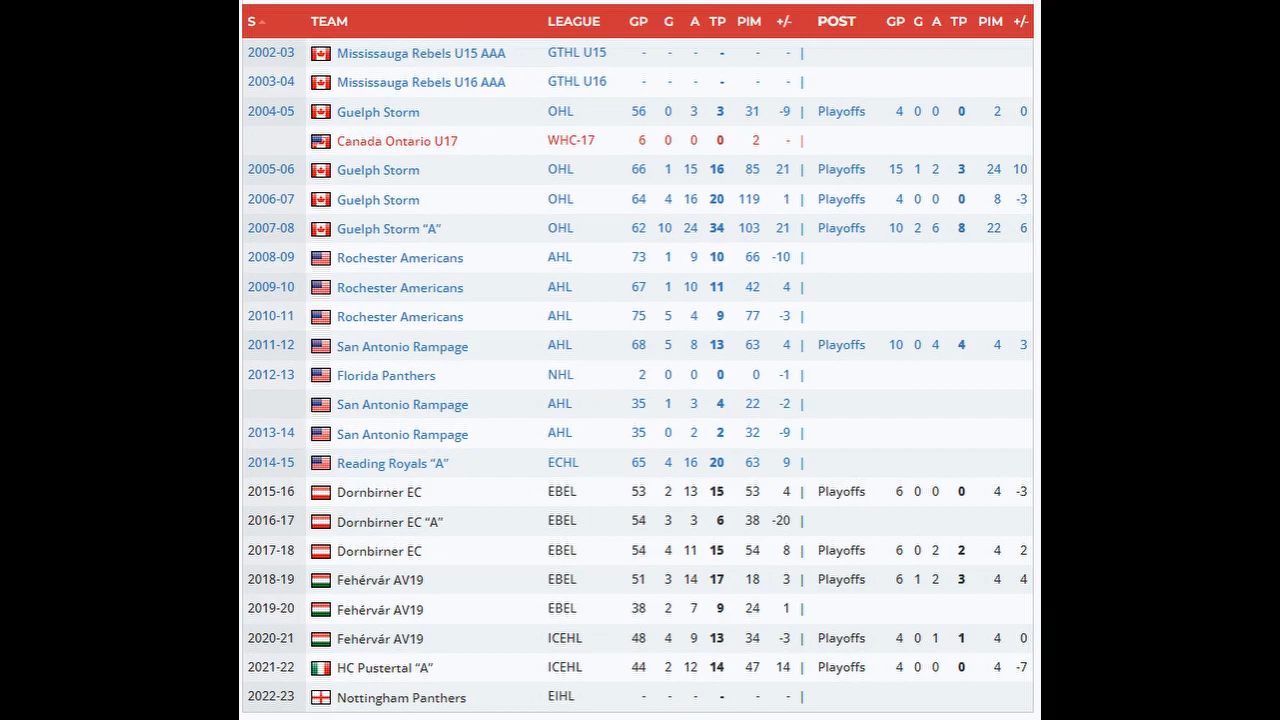 S TEAM LEAGUE GP G A TP PIM +/- POST GP G A TP PIM +/-
2002-03 Mississauga Rebels U15 AAA GTHL U15 - - - - - - |
2003-04 Mississauga Rebels U16 AAA GTHL U16 - - - - - - |
2004-05 Guelph Storm OHL 56 0 3 3 31 -9 | Playoffs 4 0 0 0 2 0
Canada Ontario U17 WHC-17 6 0 0 0 2 - |
2005-06 Guelph Storm OHL 66 1 15 16 85 21 | Playoffs 15 1 2 3 24 10
2006-07 Guelph Storm OHL 64 4 16 20 119 1 | Playoffs 4 0 0 0 8 -3
2007-08 Guelph Storm “A” OHL 62 10 24 34 103 21 | Playoffs 10 2 6 8 22 6
2008-09 Rochester Americans AHL 73 1 9 10 66 -10 |
2009-10 Rochester Americans AHL 67 1 10 11 42 4 |
2010-11 Rochester Americans AHL 75 5 4 9 77 -3 |
2011-12 San Antonio Rampage AHL 68 5 8 13 63 4 | Playoffs 10 0 4 4 4 3
2012-13 Florida Panthers NHL 2 0 0 0 0 -1 |
San Antonio Rampage AHL 35 1 3 4 22 -2 |
2013-14 San Antonio Rampage AHL 35 0 2 2 32 -9 |
2014-15 Reading Royals “A” ECHL 65 4 16 20 63 9 |
2015-16 Dornbirner EC EBEL 53 2 13 15 53 4 | Playoffs 6 0 0 0 4 -3
2016-17 Dornbirner EC “A” EBEL 54 3 3 6 38 -20 |
2017-18 Dornbirner EC EBEL 54 4 11 15 54 8 | Playoffs 6 0 2 2 4 2
2018-19 Fehérvár AV19 EBEL 51 3 14 17 18 3 | Playoffs 6 1 2 3 4 4
2019-20 Fehérvár AV19 EBEL 38 2 7 9 24 1 |
2020-21 Fehérvár AV19 ICEHL 48 4 9 13 34 -3 | Playoffs 4 0 1 1 4 0
2021-22 HC Pustertal “A” ICEHL 44 2 12 14 47 14 | Playoffs 4 0 0 0 4 -7
2022-23 Nottingham Panthers EIHL - - - - - - |